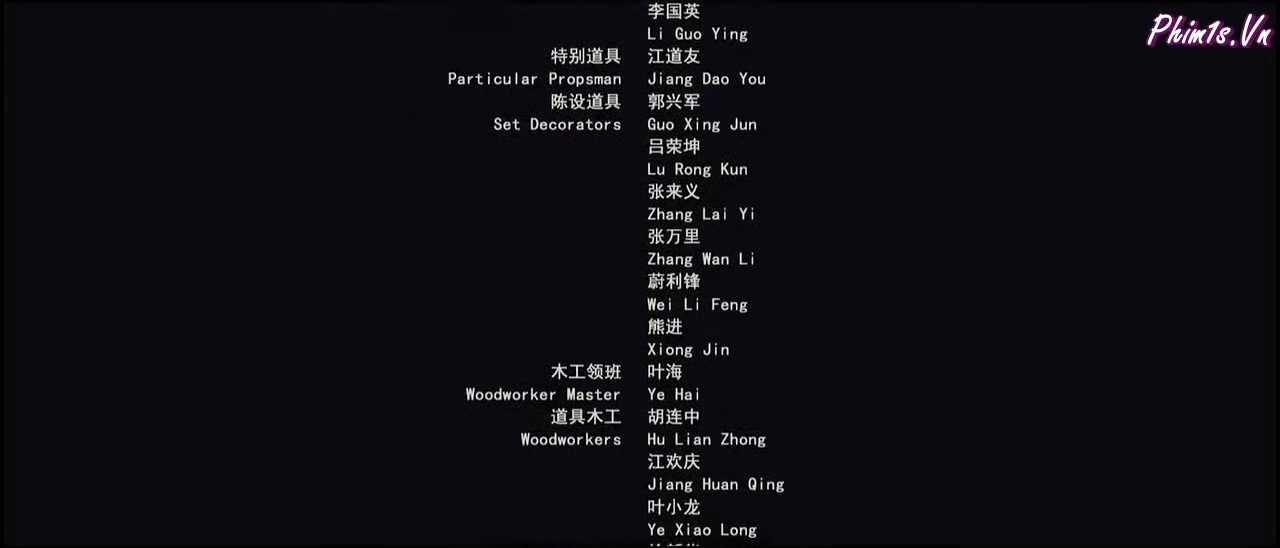 李国英
Li Guo Ying
Phim1s.Vn
特别道具 江道友
Particular Propsman Jiang Dao You
陈设道具 郭兴军
Set Decorators Guo Xing Jun
吕荣坤
Lu Rong Kun
张来义
Zhang Lai Yi
张万里
Zhang Wan Li
蔚利锋
Wei Li Feng
熊进
Xiong Jin
木工领班 叶海
Woodworker Master Ye Hai
道具木工 胡连中
Woodworkers Hu Lian Zhong
江欢庆
Jiang Huan Qing
叶小龙
Ye Xiao Long